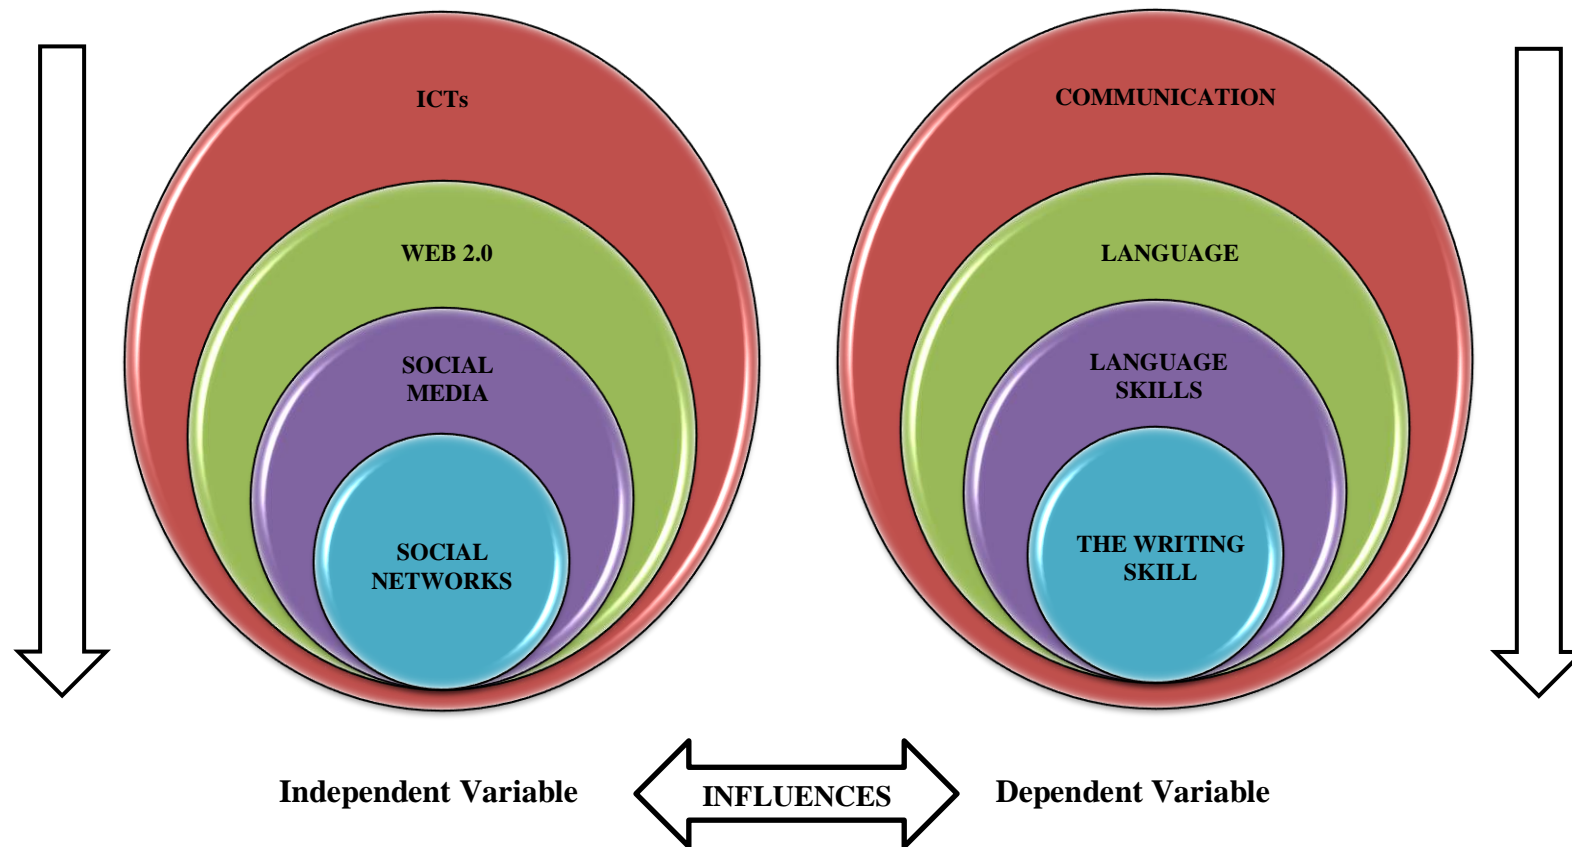 ICTs
WEB 2.0
SOCIAL
MEDIA
SOCIAL
NETWORKS
COMMUNICATION
LANGUAGE
LANGUAGE
SKILLS
THE WRITING
SKILL
Independent Variable
INFLUENCES
Dependent Variable